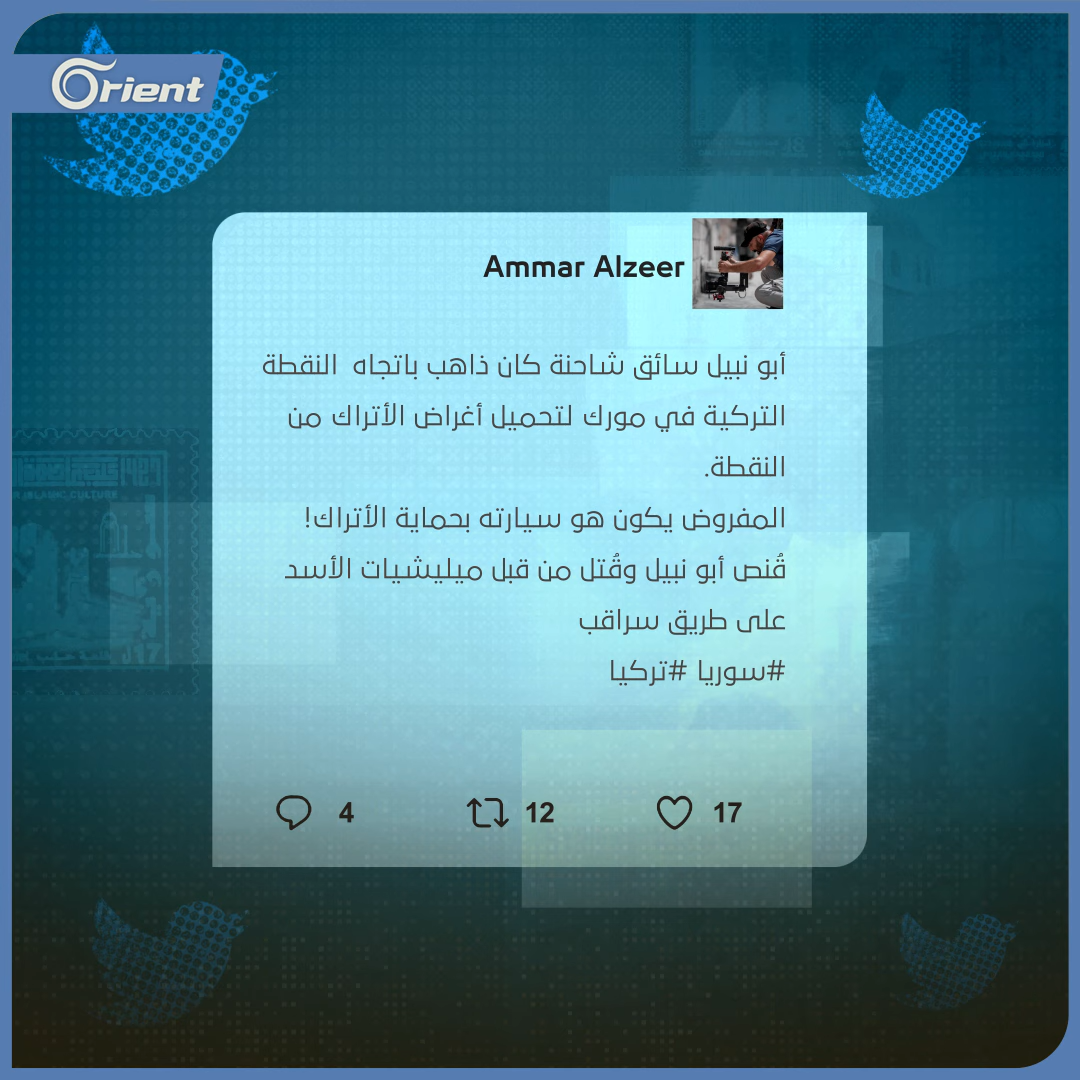 Orient
Ammar Alzeer
أبو نبيل سائق شاحنة كان ذاهب باتجاه النقطة
التركية في مورك لتحميل أغراض الأتراك من
النقطة.
المفروض يكون هو سيارته بحماية الأتراك!
قُنص أبو نبيل وقُتل من قبل ميليشيات الأسد
على طريق سراقب
#سوريا #تركيا
4 12 17
ISLAMIC CULTURE